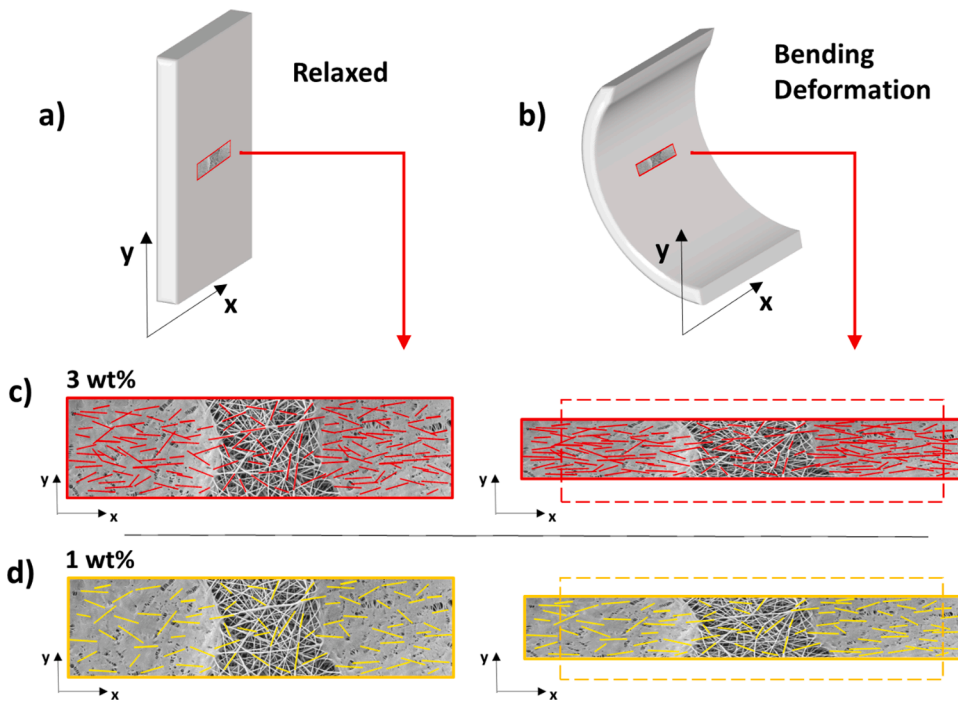 a)
Relaxed
y
x
b)
Bending
Deformation
y
x
c)
3 wt%
y
x
y
x
d)
1 wt%
y
x
y
x